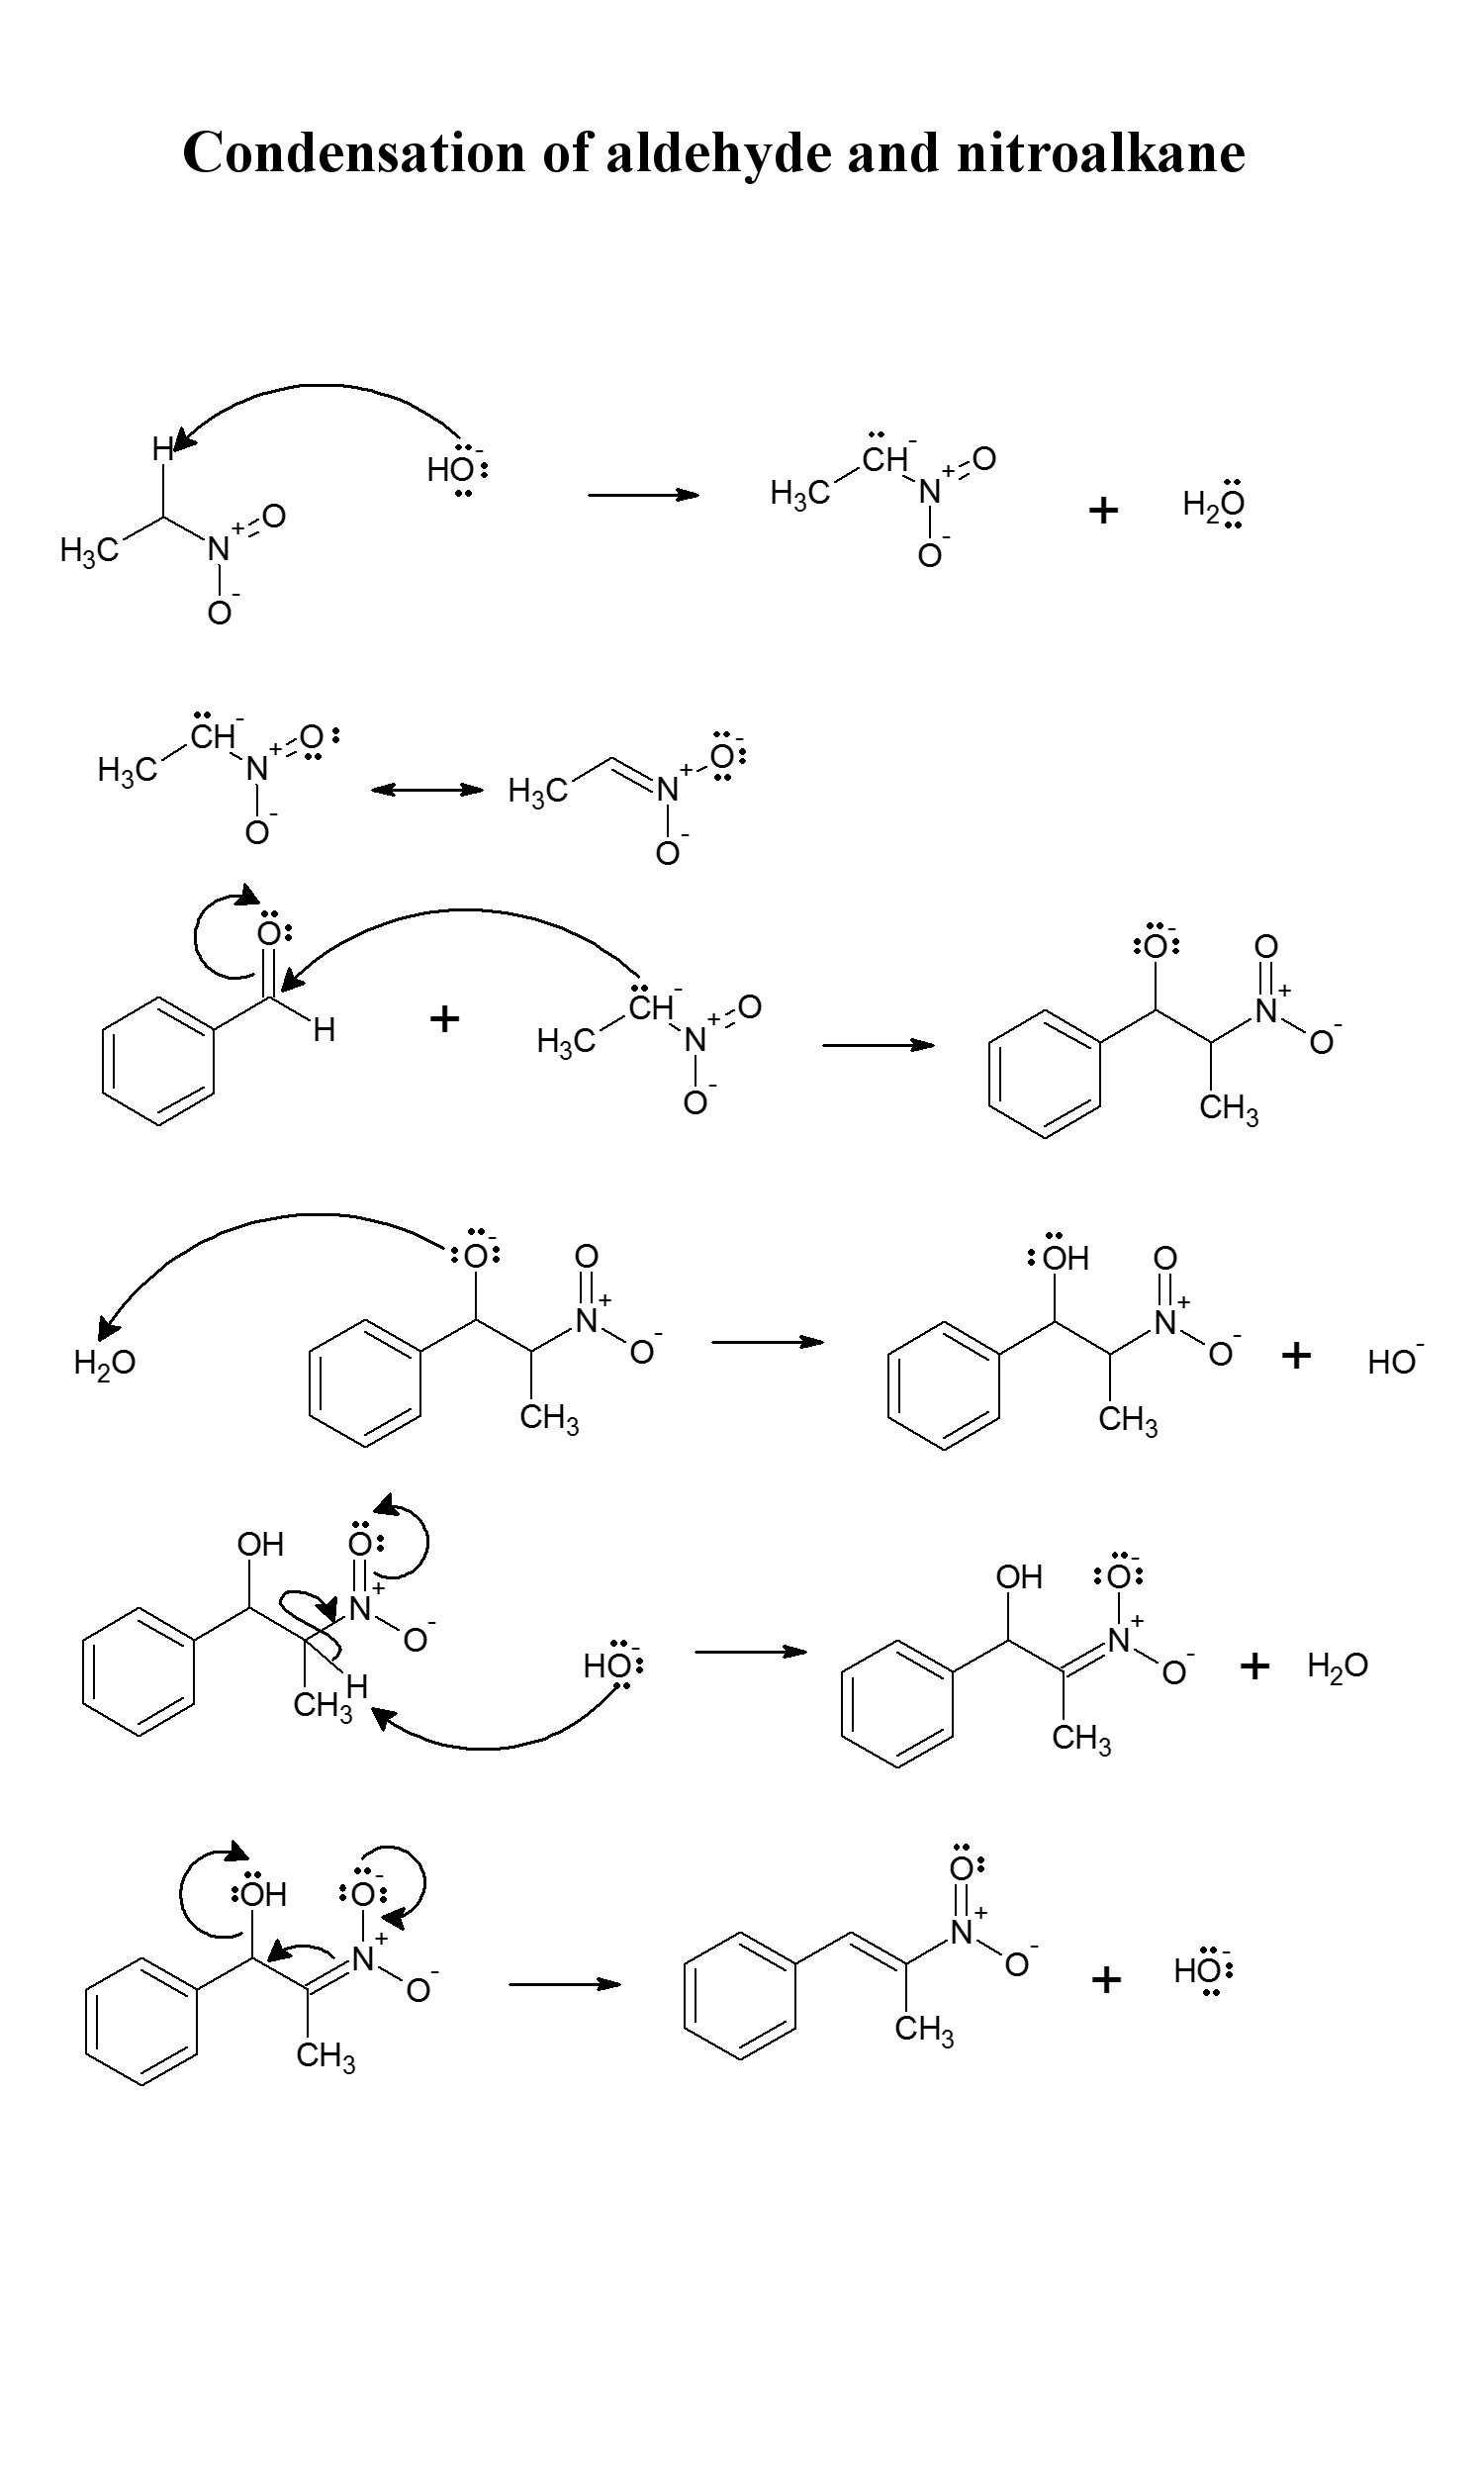 Condensation of aldehyde and nitroalkane
H HO⁻ CH⁻ N⁺ O
H₃C N⁺ O O⁻ H₃C O⁻ + H₂O
H₃C CH⁻ N⁺ O O⁻ H₃C N⁺ O⁻ O⁻
O H + H₃C CH⁻ N⁺ O O⁻ O⁻ O N⁺ O⁻ CH₃
H₂O O⁻ O N⁺ O⁻ CH₃ OH O N⁺ O⁻ CH₃ + HO⁻
OH O N⁺ O⁻ CH₃ H HO⁻ OH O⁻ N⁺ O⁻ CH₃ + H₂O
OH O⁻ N⁺ O⁻ CH₃ O N⁺ O⁻ CH₃ + HO⁻